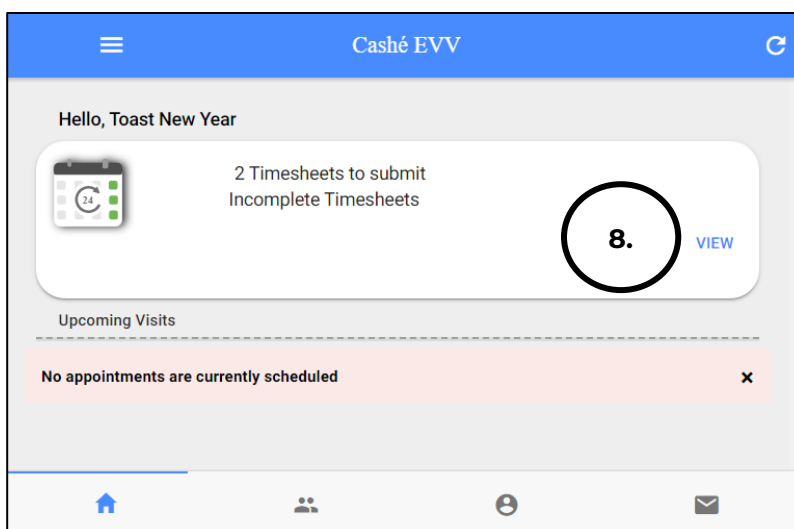 Cashé EVV
Hello, Toast New Year
2 Timesheets to submit
Incomplete Timesheets
24
8.
VIEW
Upcoming Visits
No appointments are currently scheduled
×